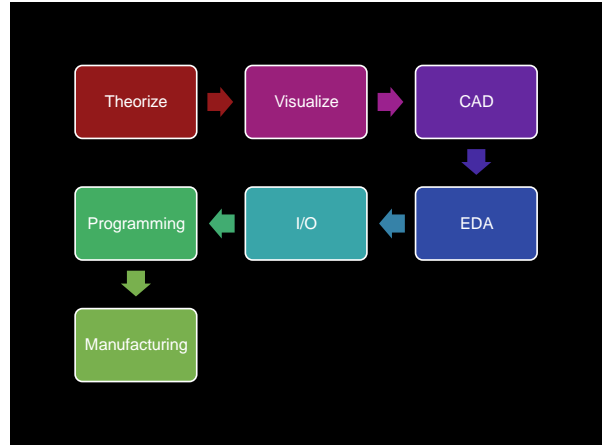 Theorize
Visualize
CAD
EDA
I/O
Programming
Manufacturing